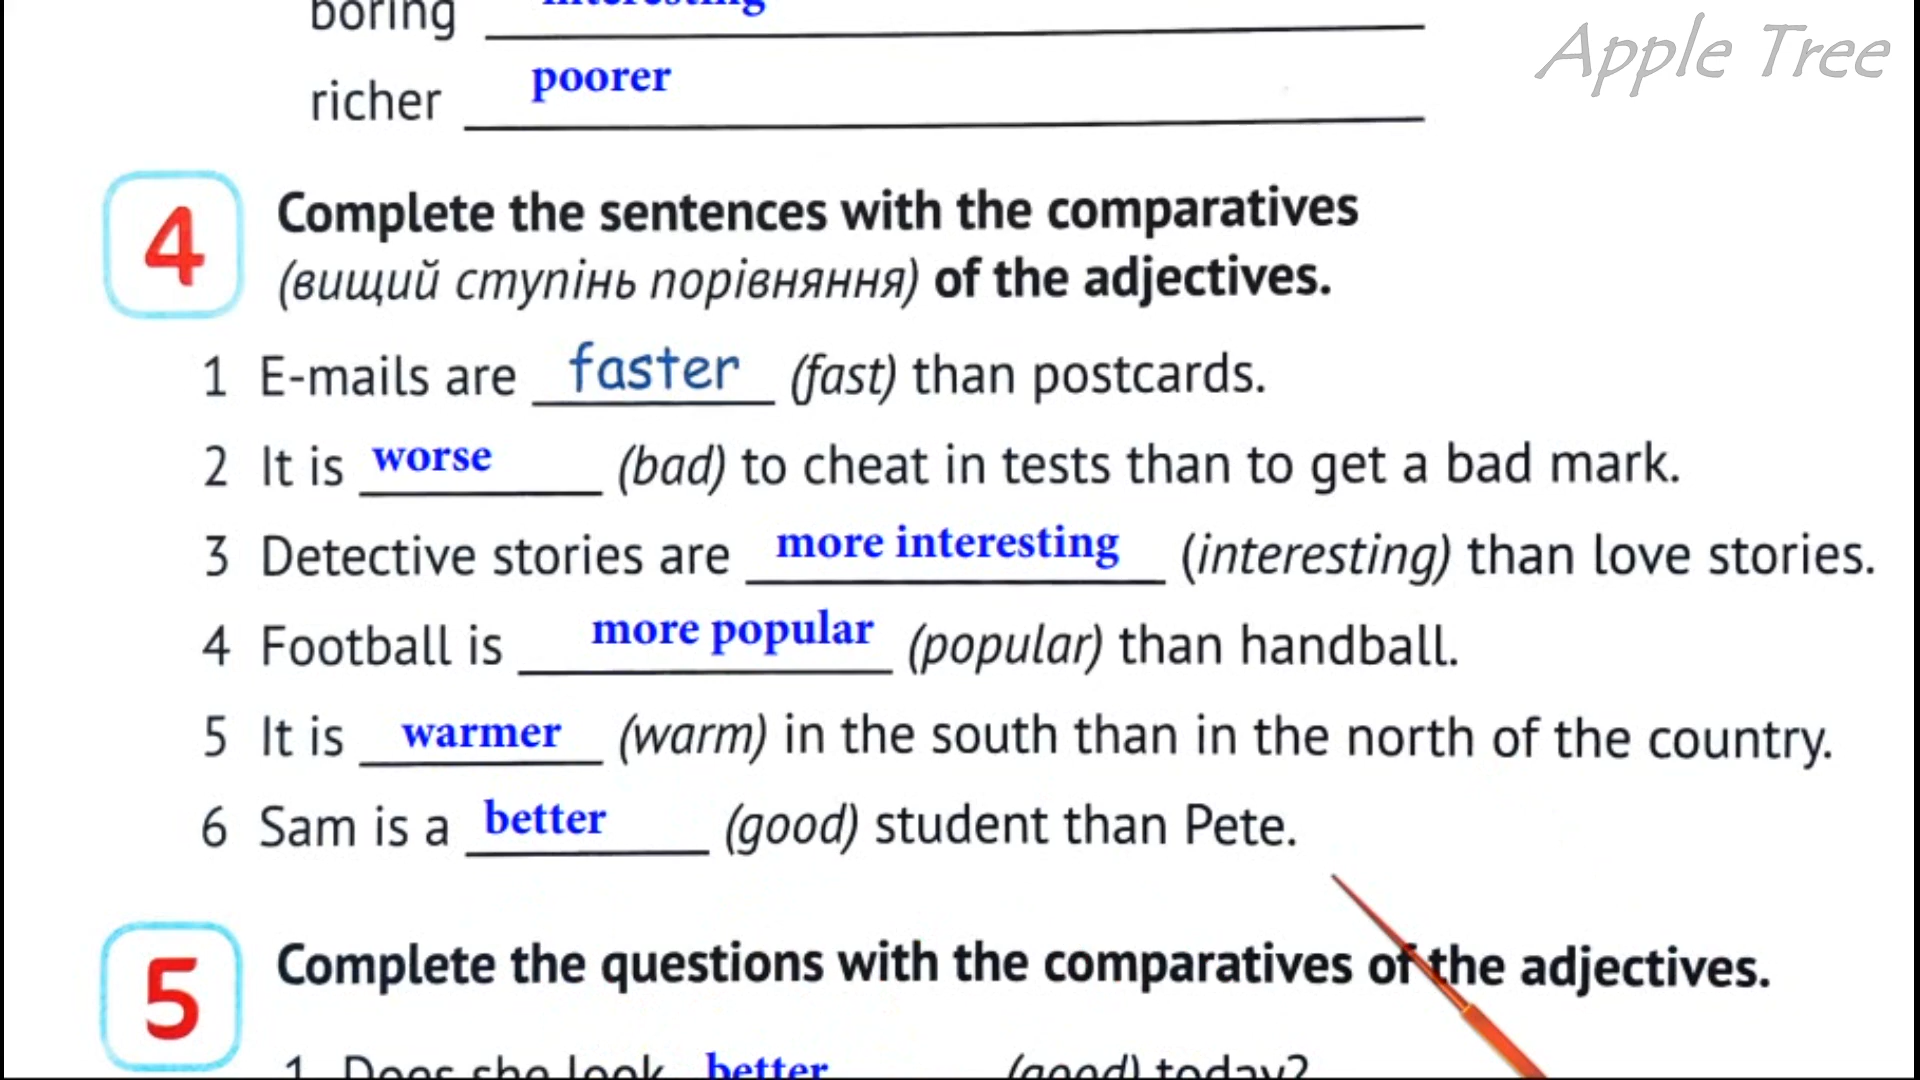 boring interesting
Apple Tree
richer poorer
4 Complete the sentences with the comparatives
(вищий ступінь порівняння) of the adjectives.
1 E-mails are faster (fast) than postcards.
2 It is worse (bad) to cheat in tests than to get a bad mark.
3 Detective stories are more interesting (interesting) than love stories.
4 Football is more popular (popular) than handball.
5 It is warmer (warm) in the south than in the north of the country.
6 Sam is a better (good) student than Pete.
5 Complete the questions with the comparatives of the adjectives.
1 Does she look better (good) today?